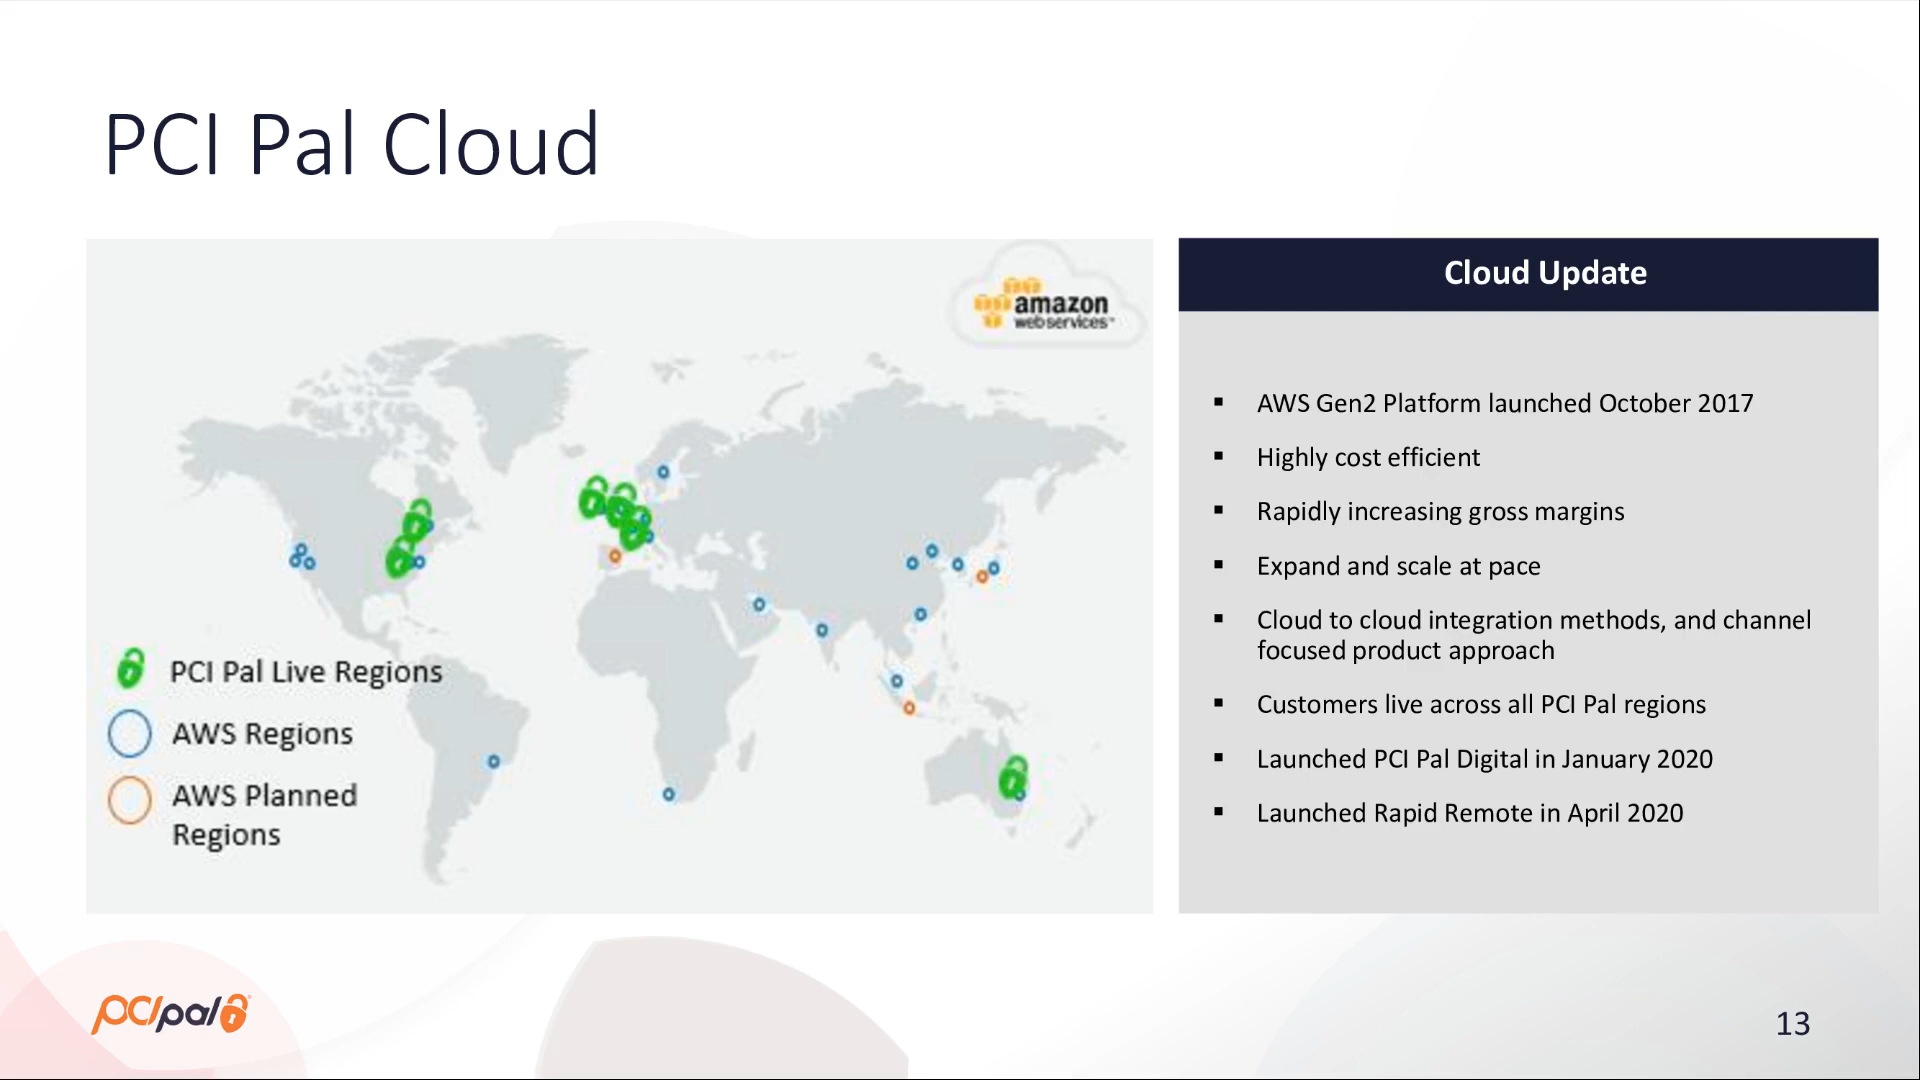 PCI Pal Cloud
amazon
webservices™
PCI Pal Live Regions
AWS Regions
AWS Planned
Regions
Cloud Update
▪ AWS Gen2 Platform launched October 2017
▪ Highly cost efficient
▪ Rapidly increasing gross margins
▪ Expand and scale at pace
▪ Cloud to cloud integration methods, and channel
focused product approach
▪ Customers live across all PCI Pal regions
▪ Launched PCI Pal Digital in January 2020
▪ Launched Rapid Remote in April 2020
pcipal
13